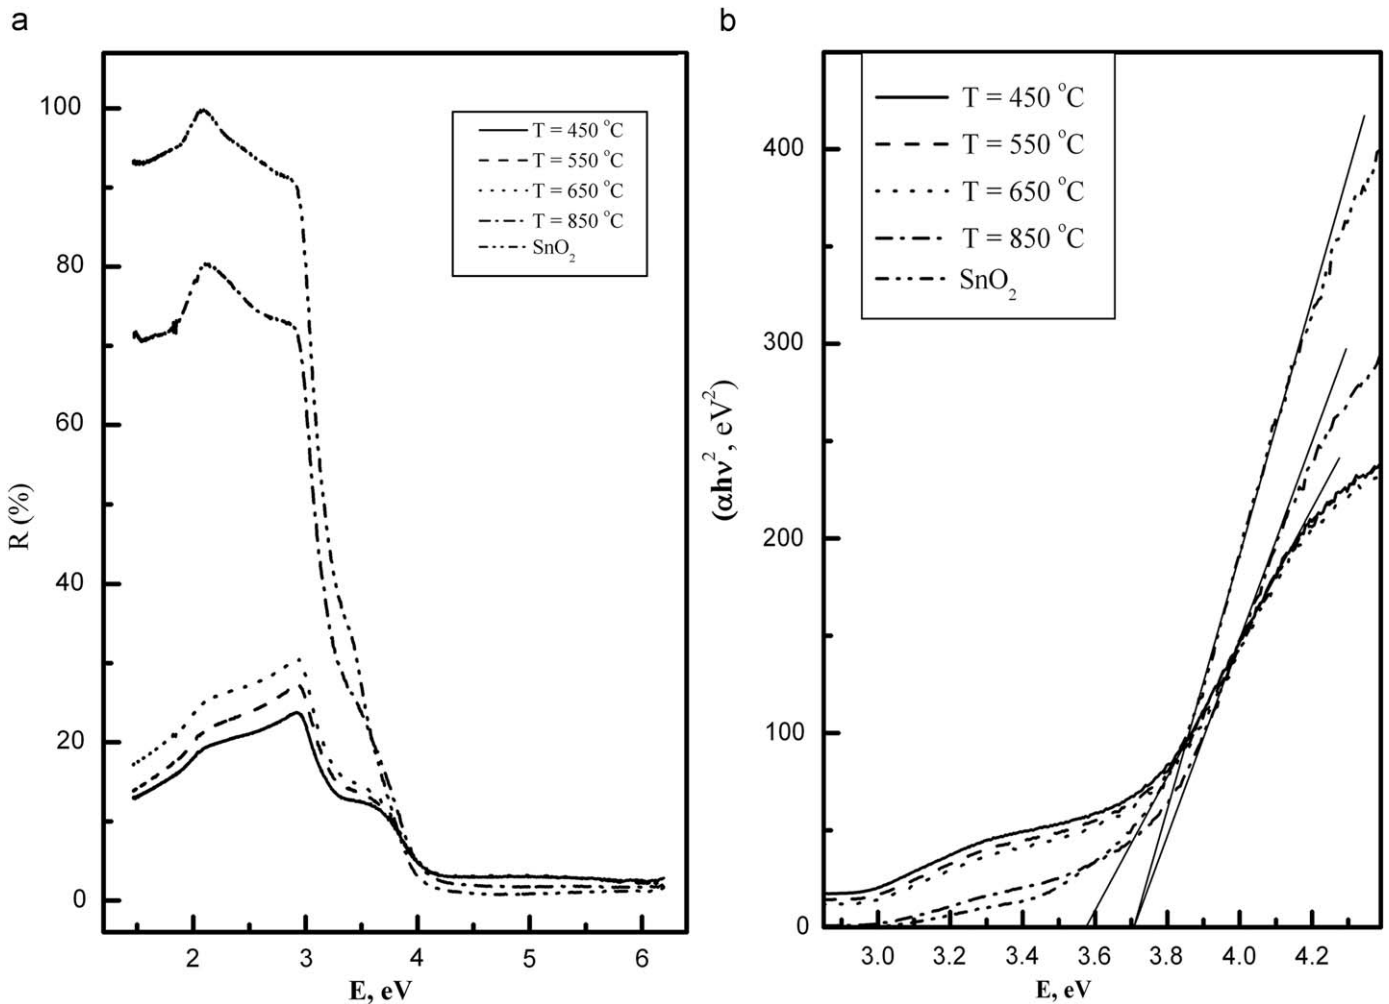 a
100
80
60
40
20
0
R (%)
2 3 4 5 6
E, eV
T = 450 °C
T = 550 °C
T = 650 °C
T = 850 °C
SnO₂
b
400
300
200
100
0
(αhν², eV²)
3.0 3.2 3.4 3.6 3.8 4.0 4.2
E, eV
T = 450 °C
T = 550 °C
T = 650 °C
T = 850 °C
SnO₂